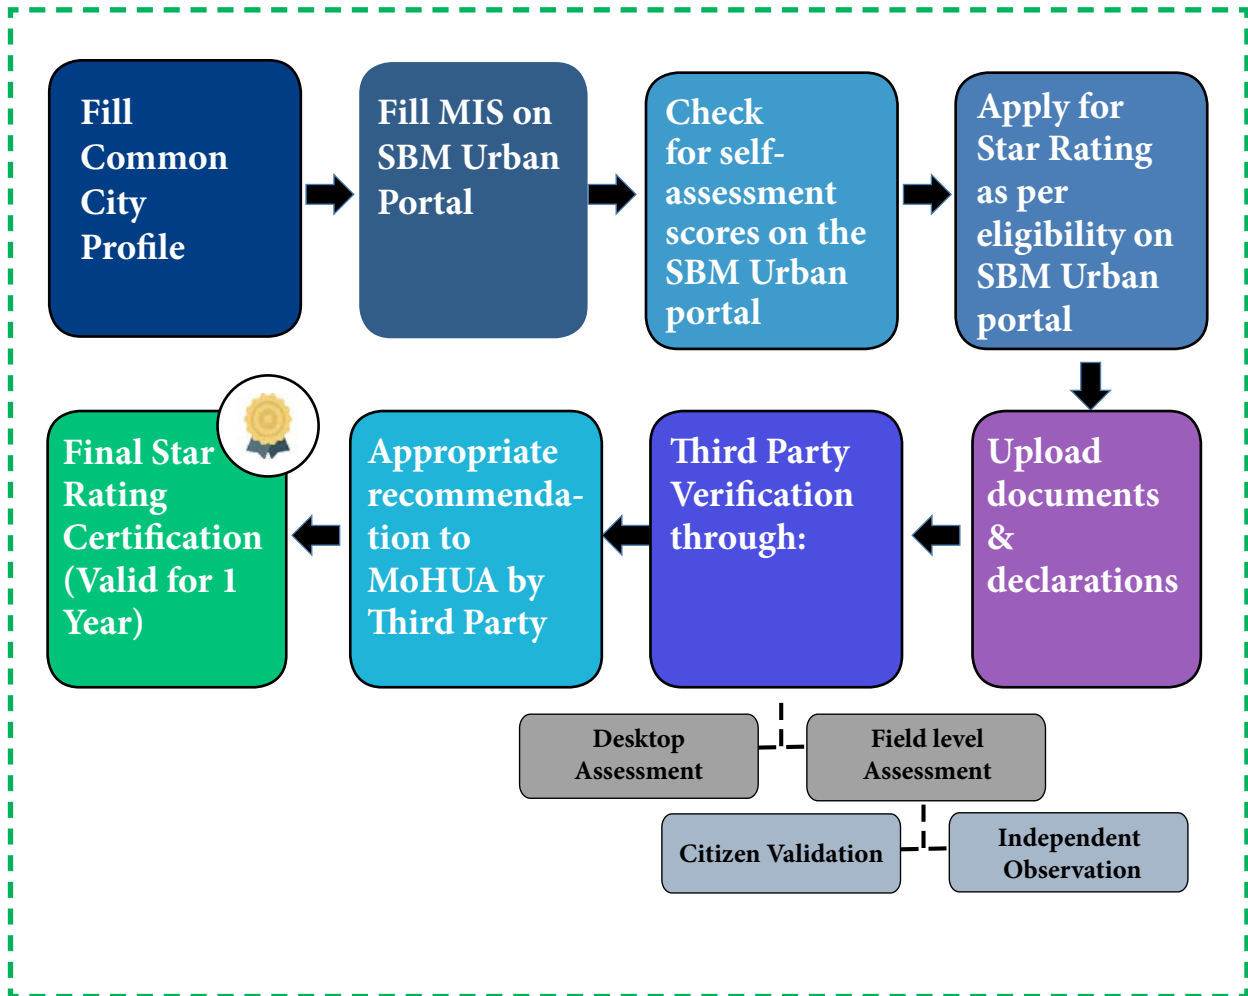 Fill
Common
City
Profile
Fill MIS on
SBM Urban
Portal
Check
for self-
assessment
scores on the
SBM Urban
portal
Apply for
Star Rating
as per
eligibility on
SBM Urban
portal
Upload
documents
&
declarations
Third Party
Verification
through:
Appropriate
recommenda-
tion to
MoHUA by
Third Party
Final Star
Rating
Certification
(Valid for 1
Year)
Desktop
Assessment
Field level
Assessment
Citizen Validation
Independent
Observation